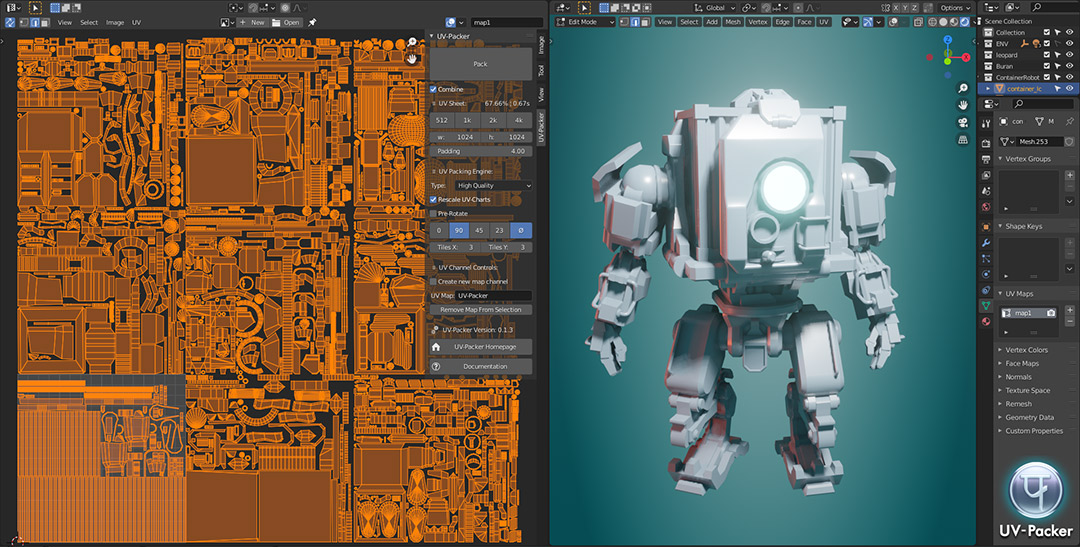 View Select Image UV
New
Open
map1
UV-Packer
Pack
Combine
UV Sheet: 67.66% | 0.67s
512 1k 2k 4k
w: 1024 h: 1024
Padding 4.00
UV Packing Engine:
Type: High Quality
Rescale UV-Charts
Pre-Rotate
0 90 45 23 Ø
Tiles X: 3 Tiles Y: 3
UV Channel Controls:
Create new map channel
UV Map: UV-Packer
Remove Map From Selection
UV-Packer Version: 0.1.3
UV-Packer Homepage
Documentation
Image
Tool
View
UV-Packer
Global
X Y Z
Options
Edit Mode
View Select Add Mesh Vertex Edge Face UV
Z
X
Scene Collection
Collection
ENV
leopard
Buran
ContainerRobot
container_lc
con
M
Mesh.253
Vertex Groups
Shape Keys
UV Maps
map1
Vertex Colors
Face Maps
Normals
Texture Space
Remesh
Geometry Data
Custom Properties
UV-Packer